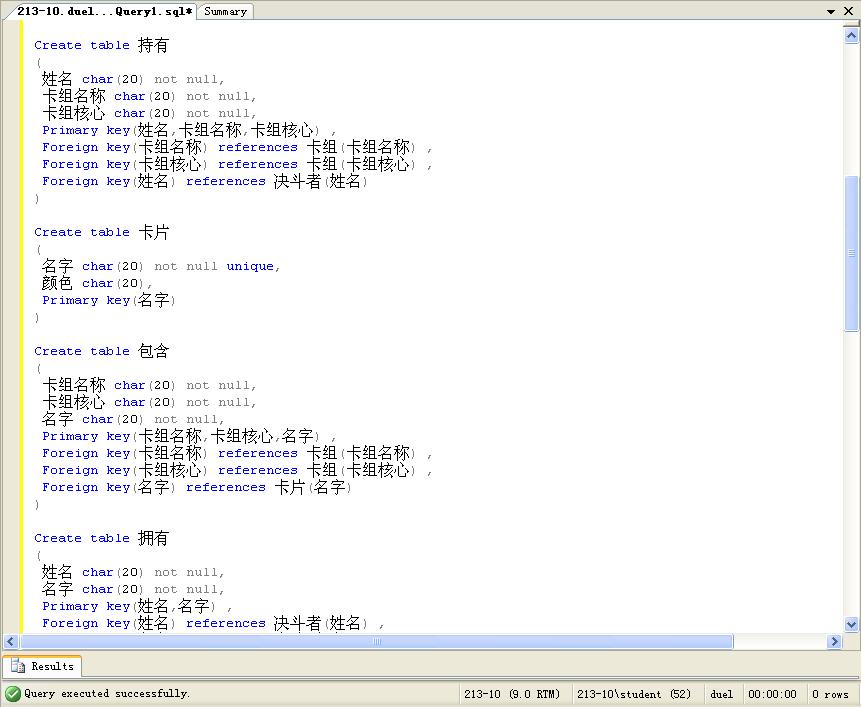 213-10.duel...Query1.sql* Summary
Create table 持有
(
姓名 char(20) not null,
卡组名称 char(20) not null,
卡组核心 char(20) not null,
Primary key(姓名,卡组名称,卡组核心) ,
Foreign key(卡组名称) references 卡组(卡组名称) ,
Foreign key(卡组核心) references 卡组(卡组核心) ,
Foreign key(姓名) references 决斗者(姓名)
)
Create table 卡片
(
名字 char(20) not null unique,
颜色 char(20),
Primary key(名字)
)
Create table 包含
(
卡组名称 char(20) not null,
卡组核心 char(20) not null,
名字 char(20) not null,
Primary key(卡组名称,卡组核心,名字) ,
Foreign key(卡组名称) references 卡组(卡组名称) ,
Foreign key(卡组核心) references 卡组(卡组核心) ,
Foreign key(名字) references 卡片(名字)
)
Create table 拥有
(
姓名 char(20) not null,
名字 char(20) not null,
Primary key(姓名,名字) ,
Foreign key(姓名) references 决斗者(姓名) ,
Results
Query executed successfully. 213-10 (9.0 RTM) 213-10\student (52) duel 00:00:00 0 rows